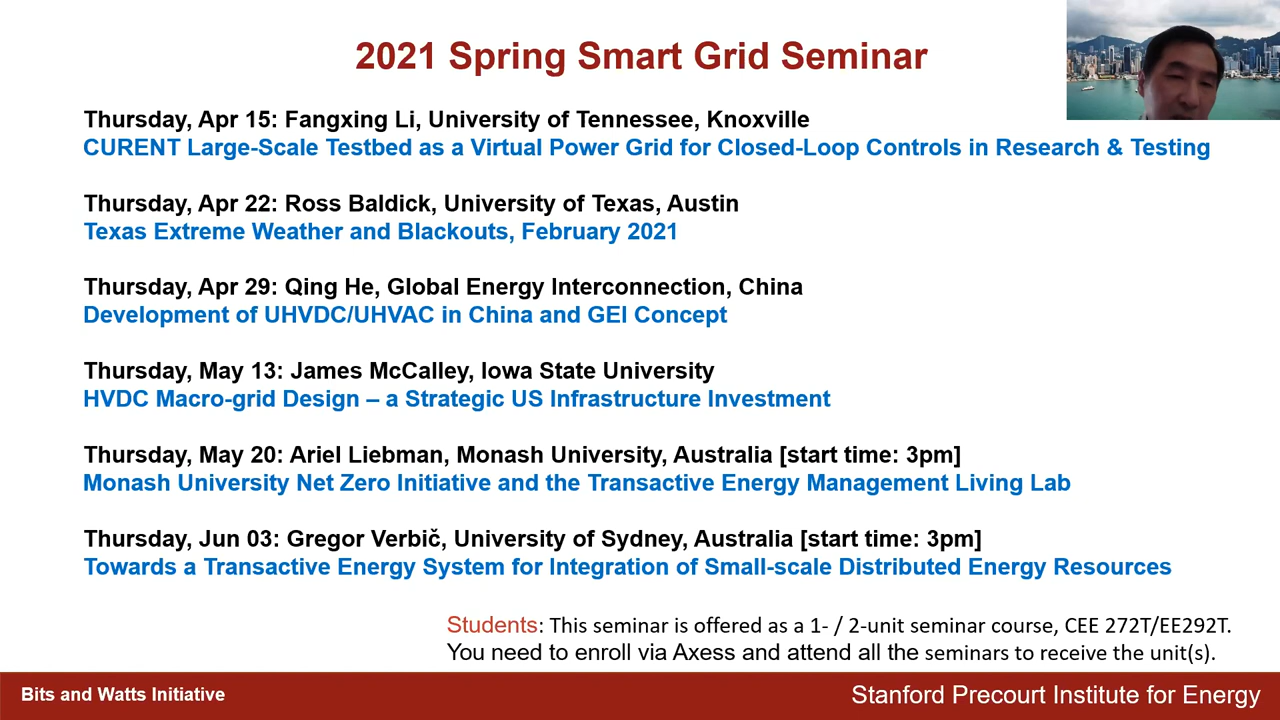 2021 Spring Smart Grid Seminar
Thursday, Apr 15: Fangxing Li, University of Tennessee, Knoxville
CURENT Large-Scale Testbed as a Virtual Power Grid for Closed-Loop Controls in Research & Testing
Thursday, Apr 22: Ross Baldick, University of Texas, Austin
Texas Extreme Weather and Blackouts, February 2021
Thursday, Apr 29: Qing He, Global Energy Interconnection, China
Development of UHVDC/UHVAC in China and GEI Concept
Thursday, May 13: James McCalley, Iowa State University
HVDC Macro-grid Design – a Strategic US Infrastructure Investment
Thursday, May 20: Ariel Liebman, Monash University, Australia [start time: 3pm]
Monash University Net Zero Initiative and the Transactive Energy Management Living Lab
Thursday, Jun 03: Gregor Verbič, University of Sydney, Australia [start time: 3pm]
Towards a Transactive Energy System for Integration of Small-scale Distributed Energy Resources
Students: This seminar is offered as a 1- / 2-unit seminar course, CEE 272T/EE292T.
You need to enroll via Axess and attend all the seminars to receive the unit(s).
Bits and Watts Initiative
Stanford Precourt Institute for Energy